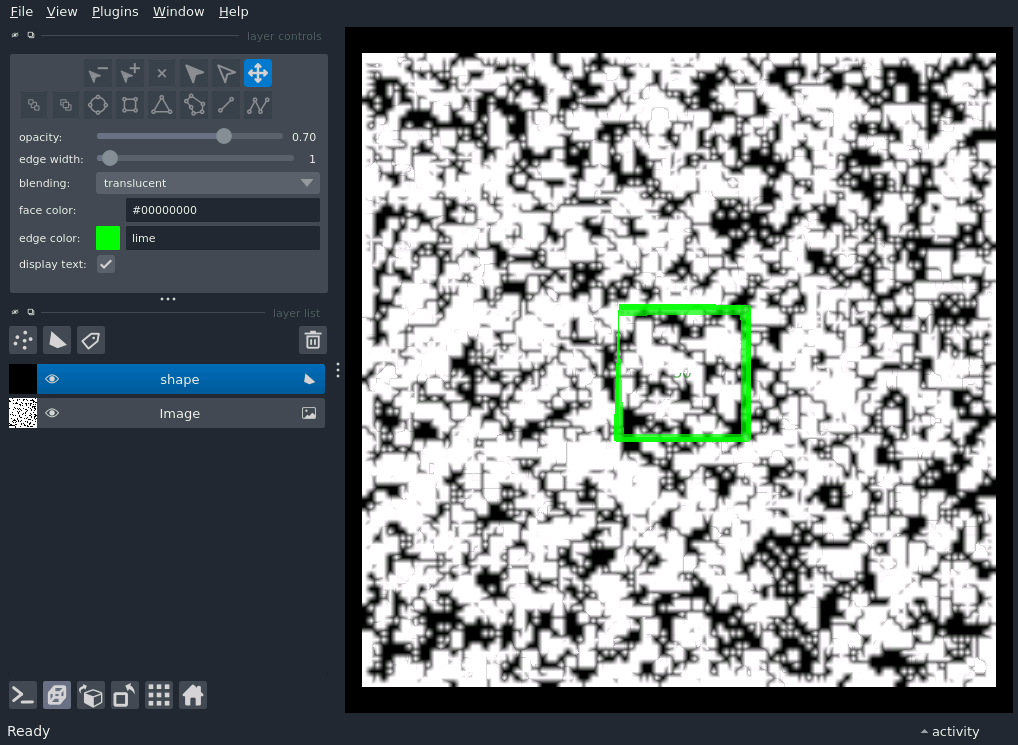 File View Plugins Window Help
layer controls
opacity: 0.70
edge width: 1
blending: translucent
face color: #00000000
edge color: lime
display text:
layer list
shape
Image
Ready
activity